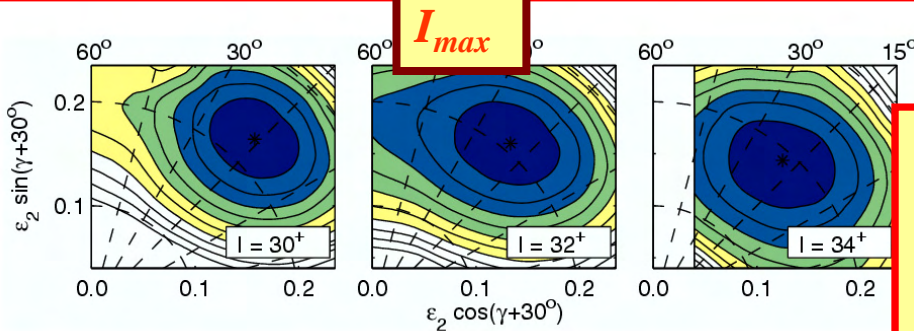 I_max
60° 30° 60° 0° 60° 30° 15°
ε₂ sin(γ+30°)
0.2
0.1
I = 30⁺ I = 32⁺ I = 34⁺
0.0 0.1 0.2 0.0 0.1 0.2 0.0 0.1 0.2
ε₂ cos(γ+30°)